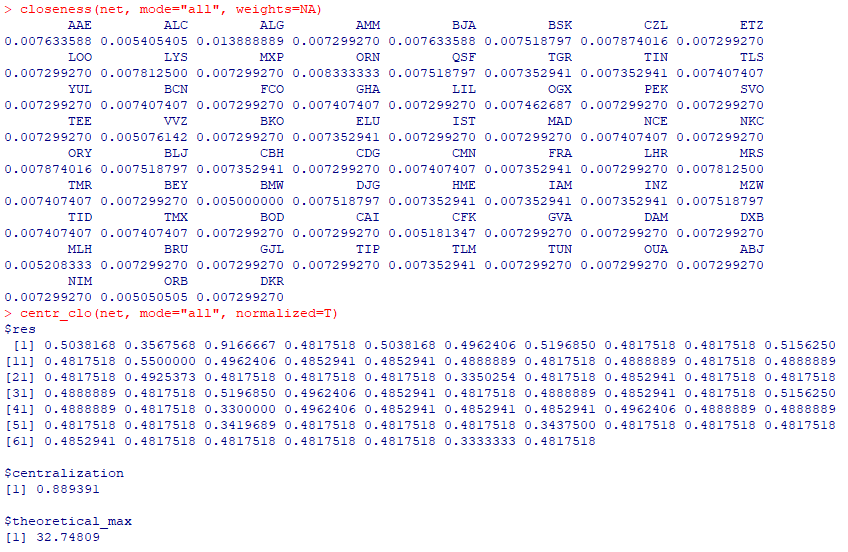 > closeness(net, mode="all", weights=NA)
AAE ALC ALG AMM BJA BSK CZL ETZ
0.007633588 0.005405405 0.013888889 0.007299270 0.007633588 0.007518797 0.007874016 0.007299270
LOO LYS MXP ORN QSF TGR TIN TLS
0.007299270 0.007812500 0.007299270 0.008333333 0.007518797 0.007352941 0.007352941 0.007407407
YUL BCN FCO GHA LIL OGX PEK SVO
0.007299270 0.007407407 0.007299270 0.007407407 0.007299270 0.007462687 0.007299270 0.007299270
TEE VVZ BKO ELU IST MAD NCE NKC
0.007299270 0.005076142 0.007299270 0.007352941 0.007299270 0.007299270 0.007407407 0.007299270
ORY BLJ CBH CDG CMN FRA LHR MRS
0.007874016 0.007518797 0.007352941 0.007299270 0.007407407 0.007352941 0.007299270 0.007812500
TMR BEY BMW DJG HME IAM INZ MZW
0.007407407 0.007299270 0.005000000 0.007518797 0.007352941 0.007352941 0.007352941 0.007518797
TID TMX BOD CAI CFK GVA DAM DXB
0.007407407 0.007407407 0.007299270 0.007299270 0.005181347 0.007299270 0.007299270 0.007299270
MLH BRU GJL TIP TLM TUN OUA ABJ
0.005208333 0.007299270 0.007299270 0.007299270 0.007352941 0.007299270 0.007299270 0.007299270
NIM ORB DKR
0.007299270 0.005050505 0.007299270
> centr_clo(net, mode="all", normalized=T)
$res
[1] 0.5038168 0.3567568 0.9166667 0.4817518 0.5038168 0.4962406 0.5196850 0.4817518 0.4817518 0.5156250
[11] 0.4817518 0.5500000 0.4962406 0.4852941 0.4852941 0.4888889 0.4817518 0.4888889 0.4817518 0.4888889
[21] 0.4817518 0.4925373 0.4817518 0.4817518 0.4817518 0.3350254 0.4817518 0.4852941 0.4817518 0.4817518
[31] 0.4888889 0.4817518 0.5196850 0.4962406 0.4852941 0.4817518 0.4888889 0.4852941 0.4817518 0.5156250
[41] 0.4888889 0.4817518 0.3300000 0.4962406 0.4852941 0.4852941 0.4852941 0.4962406 0.4888889 0.4888889
[51] 0.4817518 0.4817518 0.3419689 0.4817518 0.4817518 0.4817518 0.3437500 0.4817518 0.4817518 0.4817518
[61] 0.4852941 0.4817518 0.4817518 0.4817518 0.4817518 0.3333333 0.4817518
$centralization
[1] 0.889391
$theoretical_max
[1] 32.74809